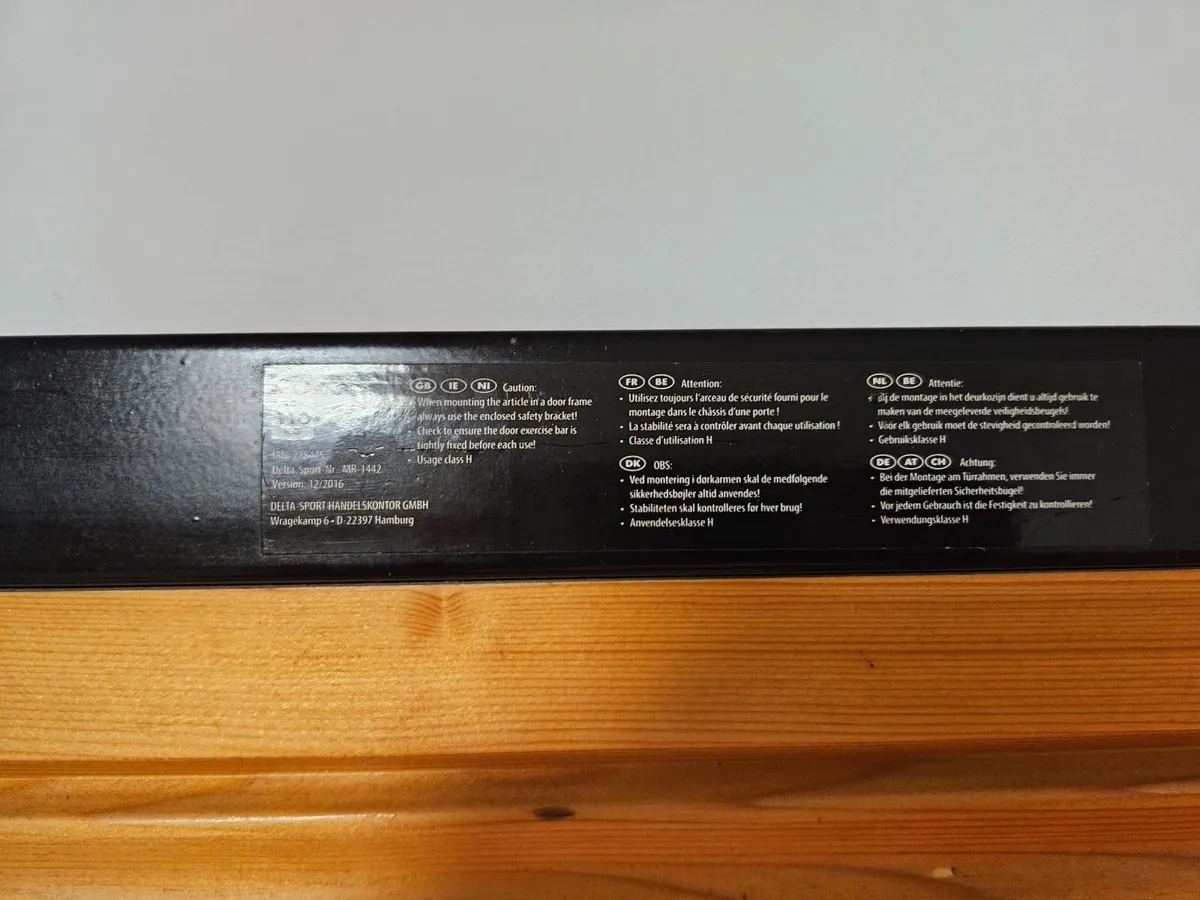 Delta-Sport-Nr.: MR-1442
Version: 12/2016
DELTA-SPORT HANDELSKONTOR GMBH
Wragekamp 6 • D-22397 Hamburg
GB IE NI Caution:
When mounting the article in a door frame
always use the enclosed safety bracket!
• Check to ensure the door exercise bar is
tightly fixed before each use!
• Usage class H
FR BE Attention:
• Utilisez toujours l'arceau de sécurité fourni pour le
montage dans le châssis d'une porte !
• La stabilité sera à contrôler avant chaque utilisation !
• Classe d'utilisation H
DK OBS:
• Ved montering i dørkarmen skal de medfølgende
sikkerhedsbøjler altid anvendes!
• Stabiliteten skal kontrolleres før hver brug!
• Anvendelsesklasse H
NL BE Attentie:
• Bij de montage in het deurkozijn dient u altijd gebruik te
maken van de meegeleverde veiligheidsbeugels!
• Vóór elk gebruik moet de stevigheid gecontroleerd worden!
• Gebruiksklasse H
DE AT CH Achtung:
• Bei der Montage am Türrahmen, verwenden Sie immer
die mitgelieferten Sicherheitsbügel!
• Vor jedem Gebrauch ist die Festigkeit zu kontrollieren!
• Verwendungsklasse H